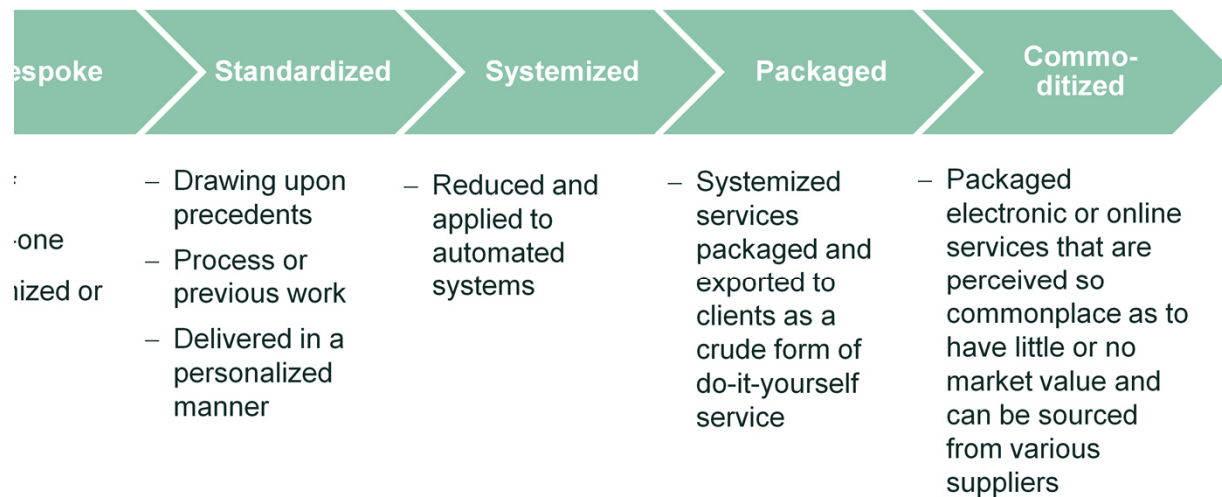 espoke
Standardized
Systemized
Packaged
Commo-
ditized
-one
nized or
– Drawing upon
precedents
– Process or
previous work
– Delivered in a
personalized
manner
– Reduced and
applied to
automated
systems
– Systemized
services
packaged and
exported to
clients as a
crude form of
do-it-yourself
service
– Packaged
electronic or online
services that are
perceived so
commonplace as to
have little or no
market value and
can be sourced
from various
suppliers